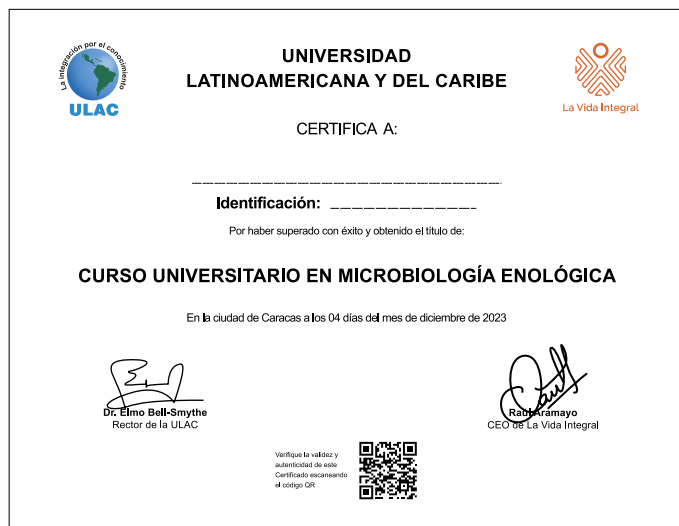 La integración por el conocimiento
ULAC
UNIVERSIDAD
LATINOAMERICANA Y DEL CARIBE
La Vida Integral
CERTIFICA A:
Identificación:
Por haber superado con éxito y obtenido el título de:
CURSO UNIVERSITARIO EN MICROBIOLOGÍA ENOLÓGICA
En la ciudad de Caracas a los 04 días del mes de diciembre de 2023
Dr. Elmo Bell-Smythe
Rector de la ULAC
Raúl Aramayo
CEO de La Vida Integral
Verifique la validez y
autenticidad de este
Certificado escaneando
el código QR